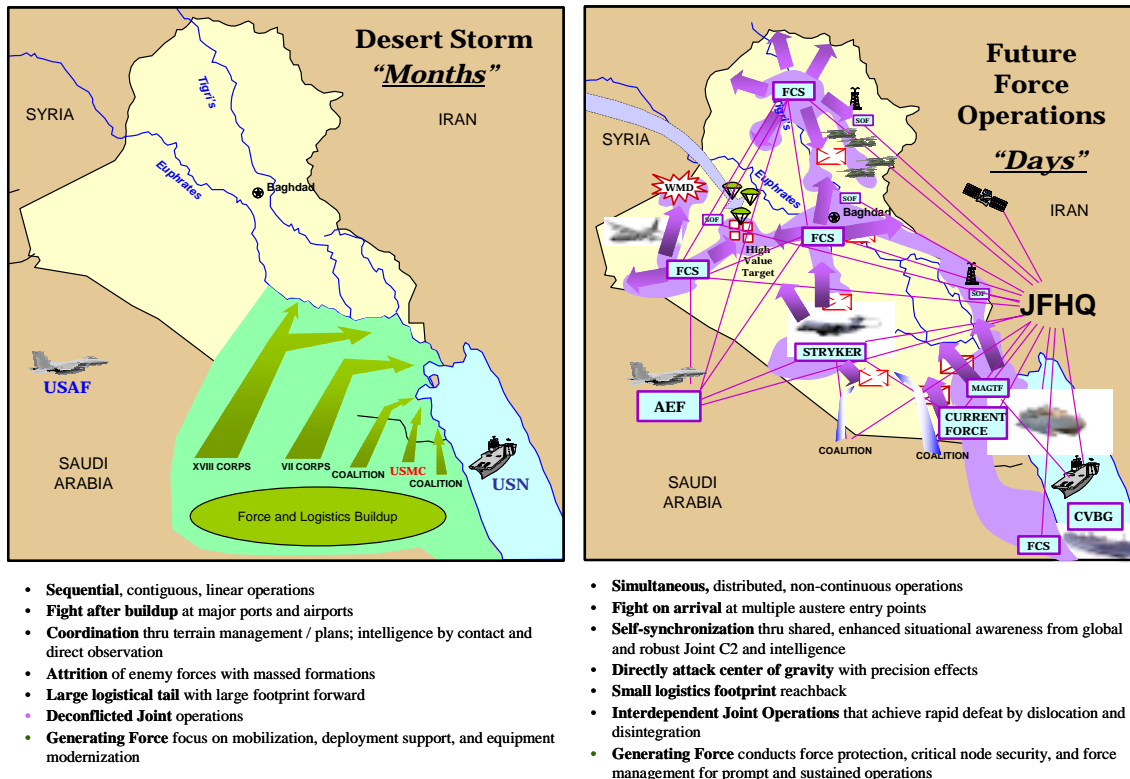 Desert Storm
“Months”
SYRIA
Tigri's
IRAN
Euphrates
Baghdad
USAF
SAUDI
ARABIA
XVIII CORPS
VII CORPS
COALITION
USMC
COALITION
USN
Force and Logistics Buildup
• Sequential, contiguous, linear operations
• Fight after buildup at major ports and airports
• Coordination thru terrain management / plans; intelligence by contact and
direct observation
• Attrition of enemy forces with massed formations
• Large logistical tail with large footprint forward
• Deconflicted Joint operations
• Generating Force focus on mobilization, deployment support, and equipment
modernization
Future
Force
Operations
“Days”
FCS
Tigri's
SOF
SYRIA
WMD
Euphrates
SOF
IRAN
SOF
Baghdad
FCS
High
Value
Target
FCS
SOF
JFHQ
STRYKER
AEF
MAGTF
CURRENT
FORCE
COALITION
COALITION
SAUDI
ARABIA
CVBG
FCS
• Simultaneous, distributed, non-continuous operations
• Fight on arrival at multiple austere entry points
• Self-synchronization thru shared, enhanced situational awareness from global
and robust Joint C2 and intelligence
• Directly attack center of gravity with precision effects
• Small logistics footprint reachback
• Interdependent Joint Operations that achieve rapid defeat by dislocation and
disintegration
• Generating Force conducts force protection, critical node security, and force
management for prompt and sustained operations